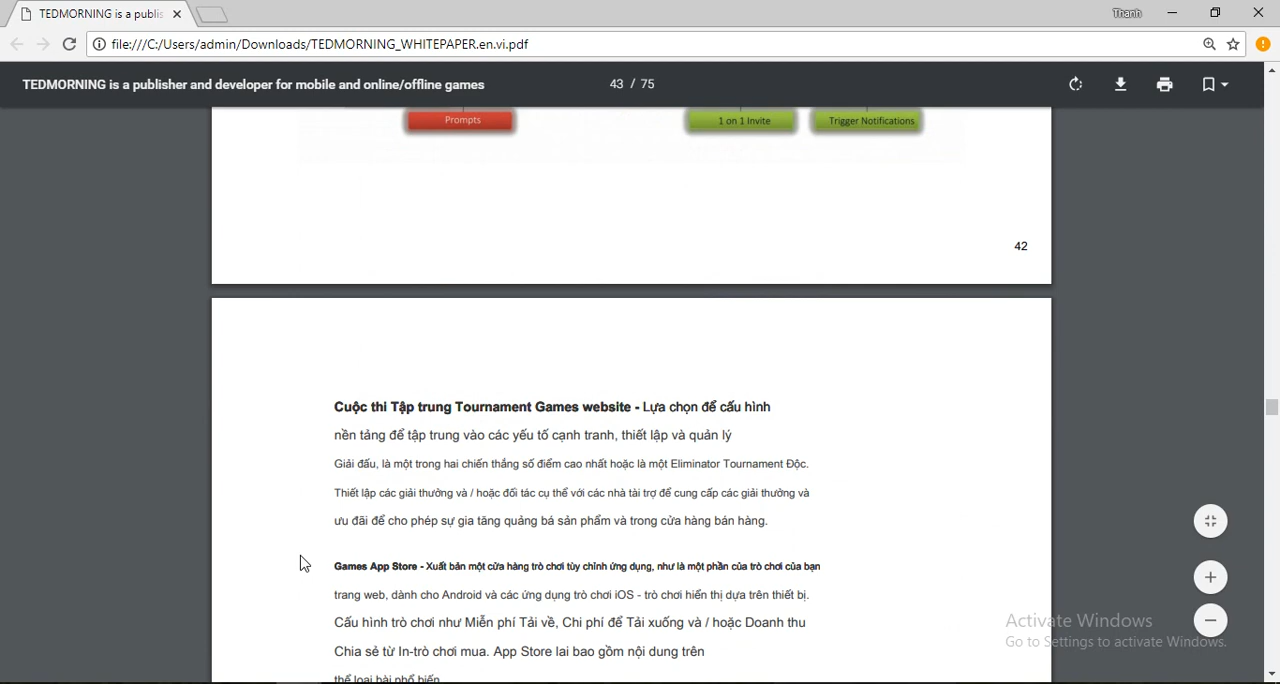 TEDMORNING is a publis
Thanh
file:///C:/Users/admin/Downloads/TEDMORNING_WHITEPAPER.en.vi.pdf
TEDMORNING is a publisher and developer for mobile and online/offline games
43 / 75
Prompts
1 on 1 Invite
Trigger Notifications
42
Cuộc thi Tập trung Tournament Games website - Lựa chọn để cấu hình
nền tảng để tập trung vào các yếu tố cạnh tranh, thiết lập và quản lý
Giải đấu, là một trong hai chiến thắng số điểm cao nhất hoặc là một Eliminator Tournament Độc.
Thiết lập các giải thưởng và / hoặc đối tác cụ thể với các nhà tài trợ để cung cấp các giải thưởng và
ưu đãi để cho phép sự gia tăng quảng bá sản phẩm và trong cửa hàng bán hàng.
Games App Store - Xuất bản một cửa hàng trò chơi tùy chỉnh ứng dụng, như là một phần của trò chơi của bạn
trang web, dành cho Android và các ứng dụng trò chơi iOS - trò chơi hiển thị dựa trên thiết bị.
Cấu hình trò chơi như Miễn phí Tải về, Chi phí để Tải xuống và / hoặc Doanh thu
Chia sẻ từ In-trò chơi mua. App Store lai bao gồm nội dung trên
thể loại bài phổ biến
Activate Windows
Go to Settings to activate Windows.